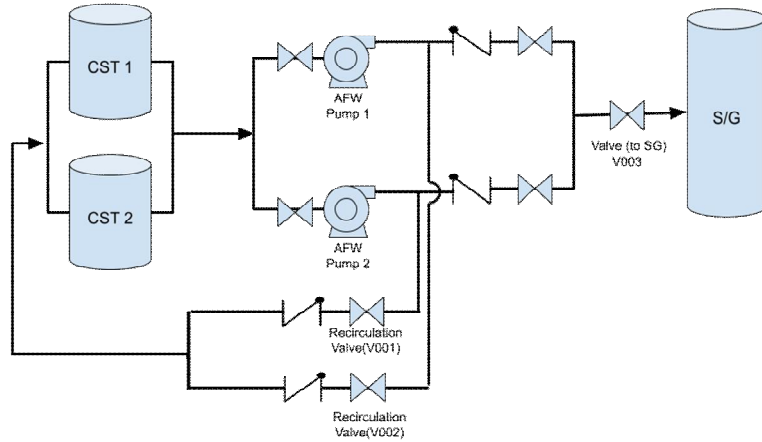 CST 1
AFW
Pump 1
S/G
Valve (to SG)
V003
CST 2
AFW
Pump 2
Recirculation
Valve(V001)
Recirculation
Valve(V002)